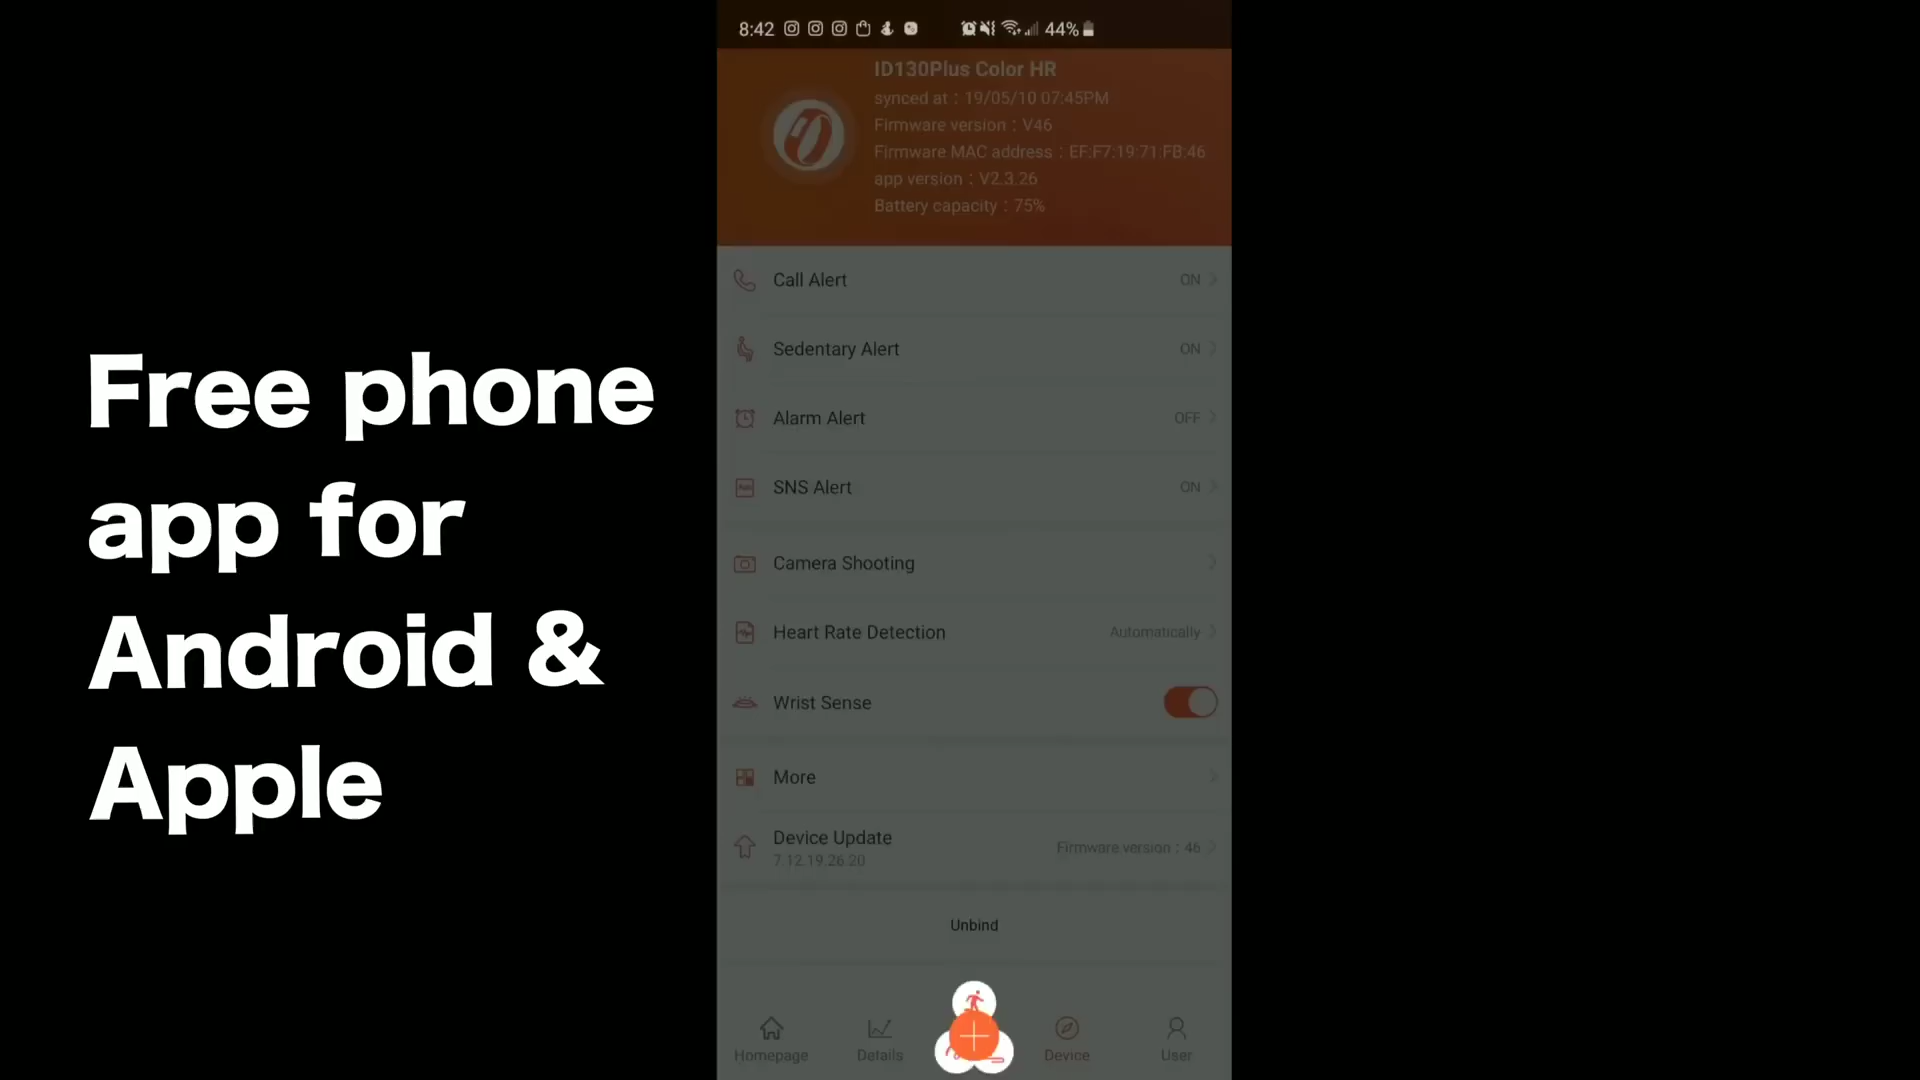 Free phone
app for
Android &
Apple
8:42
44%
ID130Plus Color HR
synced at : 19/05/10 07:45PM
Firmware version : V46
Firmware MAC address : EF:F7:19:71:FB:46
app version : V2.3.26
Battery capacity : 75%
Call Alert ON
Sedentary Alert ON
Alarm Alert OFF
SNS Alert ON
Camera Shooting
Heart Rate Detection Automatically
Wrist Sense
More
Device Update Firmware version : 46
7.12.19.26.20
Unbind
Homepage Details Device User